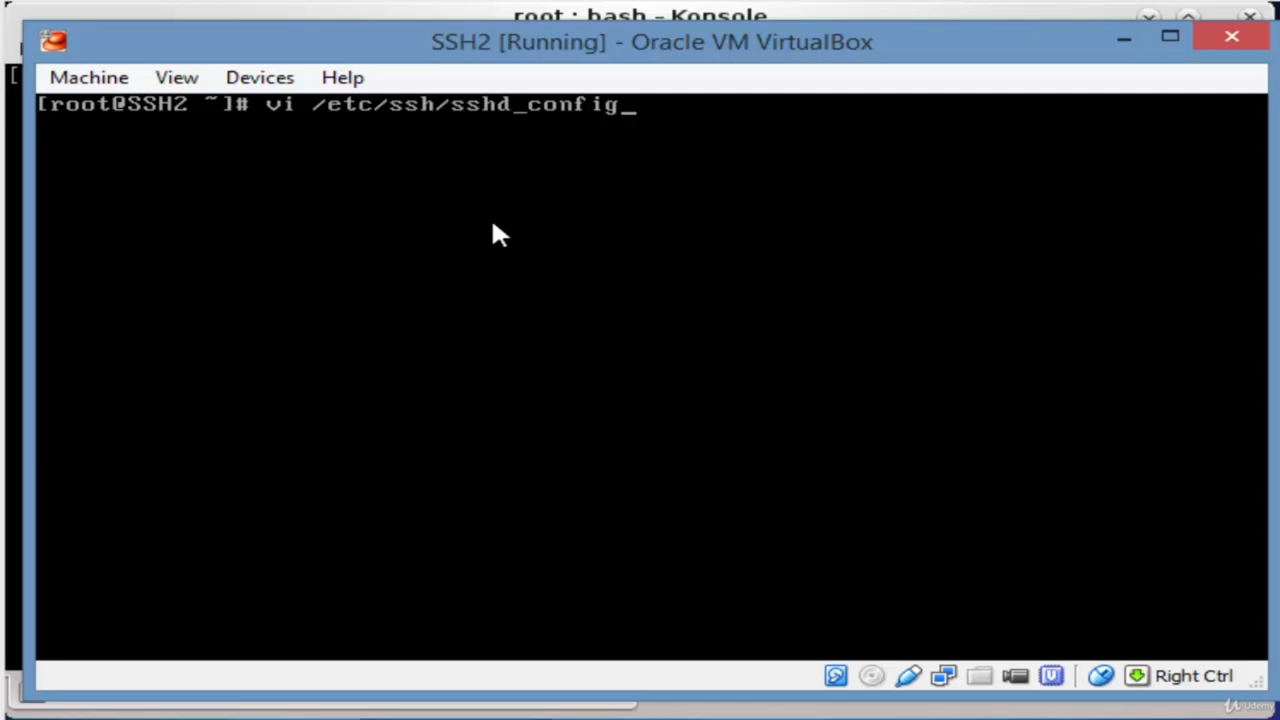 root : bash – Konsole
SSH2 [Running] - Oracle VM VirtualBox
Machine View Devices Help
[
[root@SSH2 ~]# vi /etc/ssh/sshd_config_
Right Ctrl
Udemy